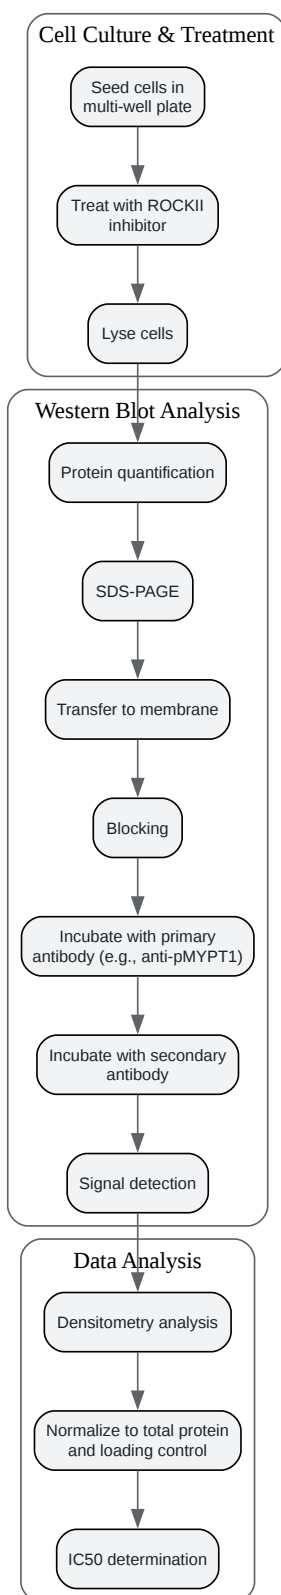 Cell Culture & Treatment
Seed cells in
multi-well plate
Treat with ROCKII
inhibitor
Lyse cells
Western Blot Analysis
Protein quantification
SDS-PAGE
Transfer to membrane
Blocking
Incubate with primary
antibody (e.g., anti-pMYPT1)
Incubate with secondary
antibody
Signal detection
Data Analysis
Densitometry analysis
Normalize to total protein
and loading control
IC50 determination